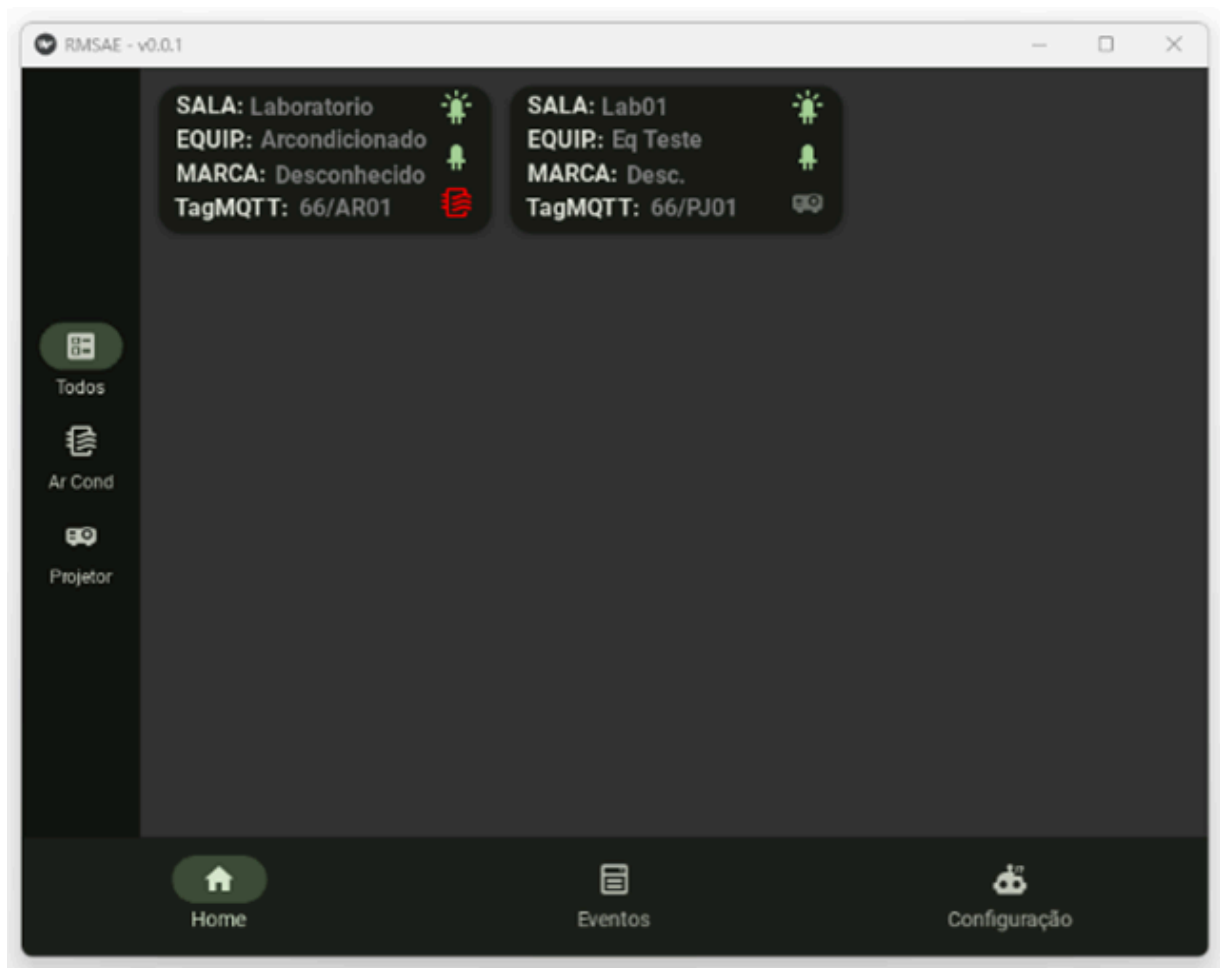 RMSAE - v0.0.1
SALA: Laboratorio
EQUIP.: Arcondicionado
MARCA: Desconhecido
TagMQTT: 66/AR01
SALA: Lab01
EQUIP.: Eq Teste
MARCA: Desc.
TagMQTT: 66/PJ01
Todos
Ar Cond
Projetor
Home
Eventos
Configuração